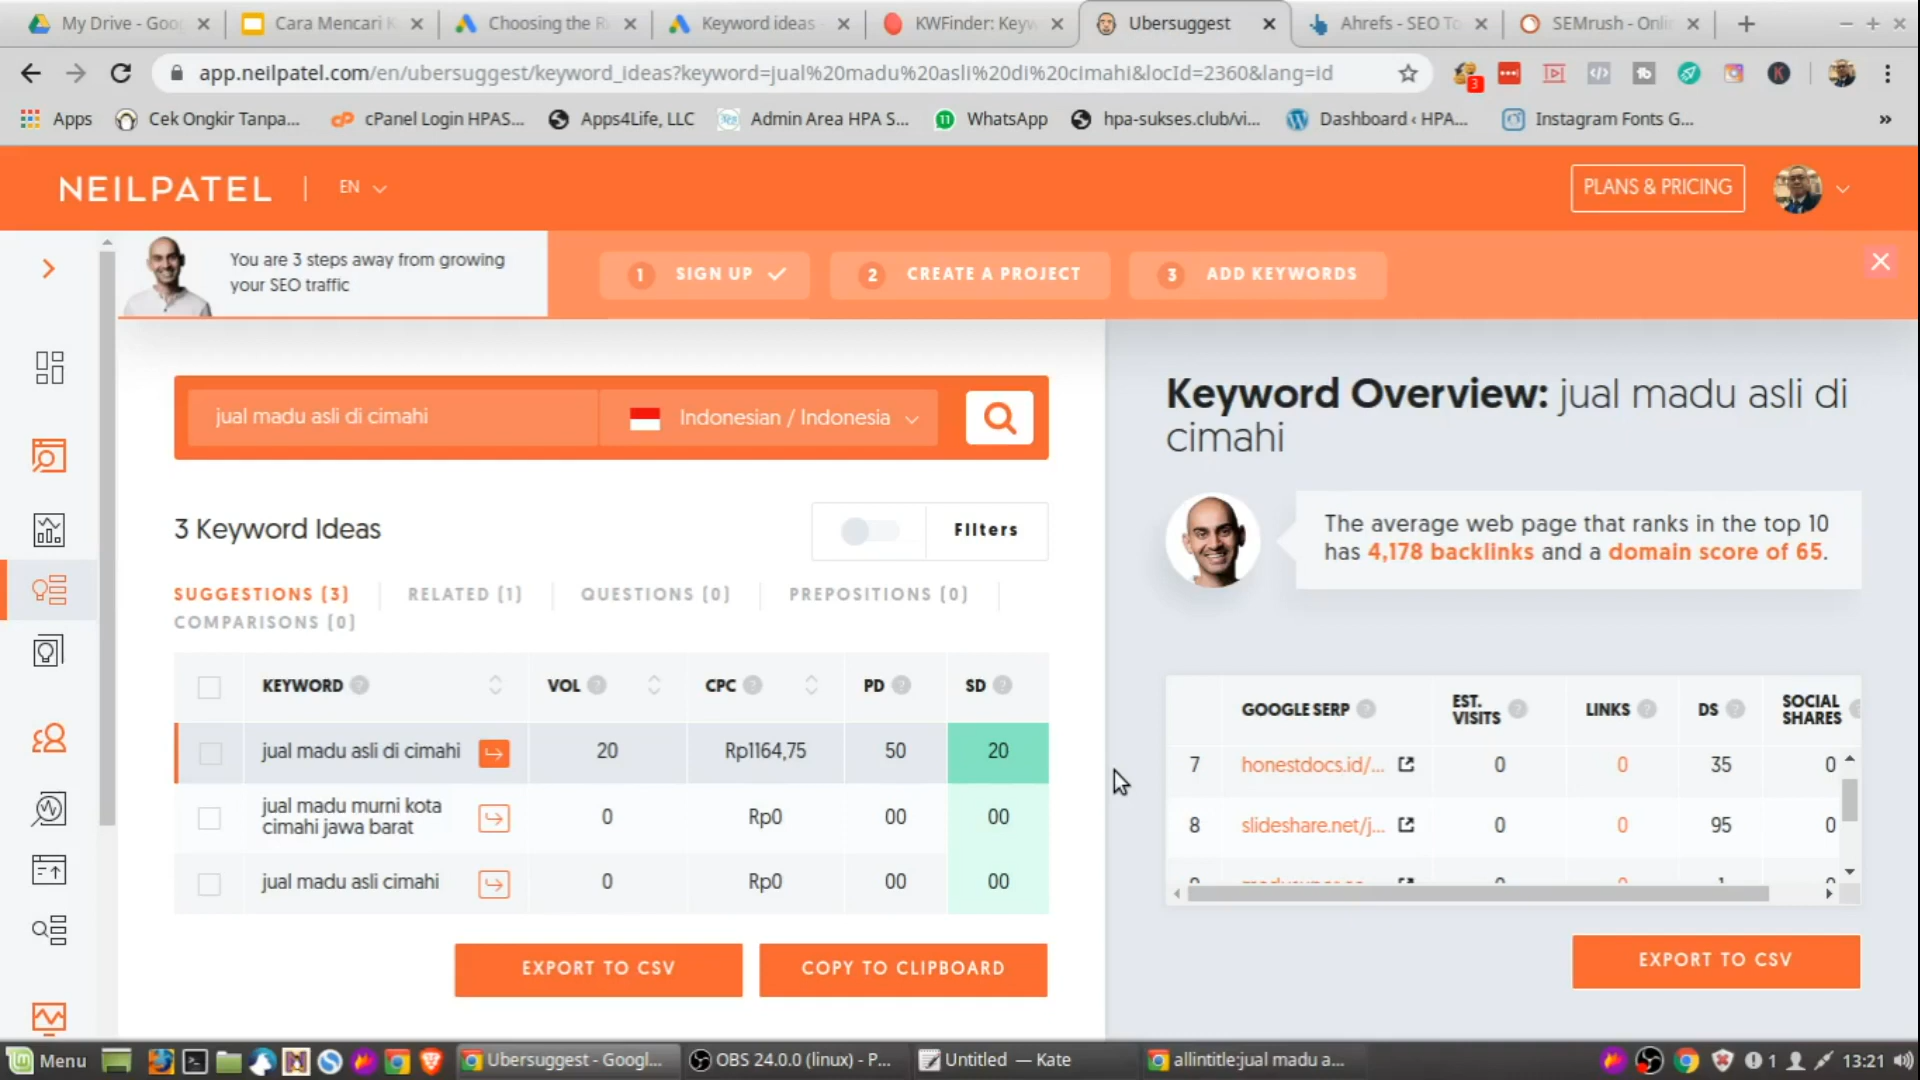 My Drive - Goog
Cara Mencari K
Choosing the R
Keyword ideas
KWFinder: Keyw
Ubersuggest
Ahrefs - SEO To
SEMrush - Onli
app.neilpatel.com/en/ubersuggest/keyword_ideas?keyword=jual%20madu%20asli%20di%20cimahi&locId=2360&lang=id
3
Apps
Cek Ongkir Tanpa...
cPanel Login HPAS...
Apps4Life, LLC
Admin Area HPA S...
11
WhatsApp
hpa-sukses.club/vi...
Dashboard ‹ HPA...
Instagram Fonts G...
»
NEILPATEL
EN
PLANS & PRICING
You are 3 steps away from growing
your SEO traffic
1 SIGN UP
2 CREATE A PROJECT
3 ADD KEYWORDS
jual madu asli di cimahi
Indonesian / Indonesia
Keyword Overview: jual madu asli di
cimahi
The average web page that ranks in the top 10
has 4,178 backlinks and a domain score of 65.
3 Keyword Ideas
Filters
SUGGESTIONS (3)
RELATED (1)
QUESTIONS (0)
PREPOSITIONS (0)
COMPARISONS (0)
KEYWORD VOL CPC PD SD
jual madu asli di cimahi 20 Rp1164,75 50 20
jual madu murni kota
cimahi jawa barat 0 Rp0 00 00
jual madu asli cimahi 0 Rp0 00 00
EXPORT TO CSV
COPY TO CLIPBOARD
GOOGLE SERP EST. VISITS LINKS DS SOCIAL SHARES
7 honestdocs.id/... 0 0 35 0
8 slideshare.net/j... 0 0 95 0
EXPORT TO CSV
Menu
Ubersuggest - Googl...
OBS 24.0.0 (linux) - P...
Untitled — Kate
allintitle:jual madu a...
1
13:21